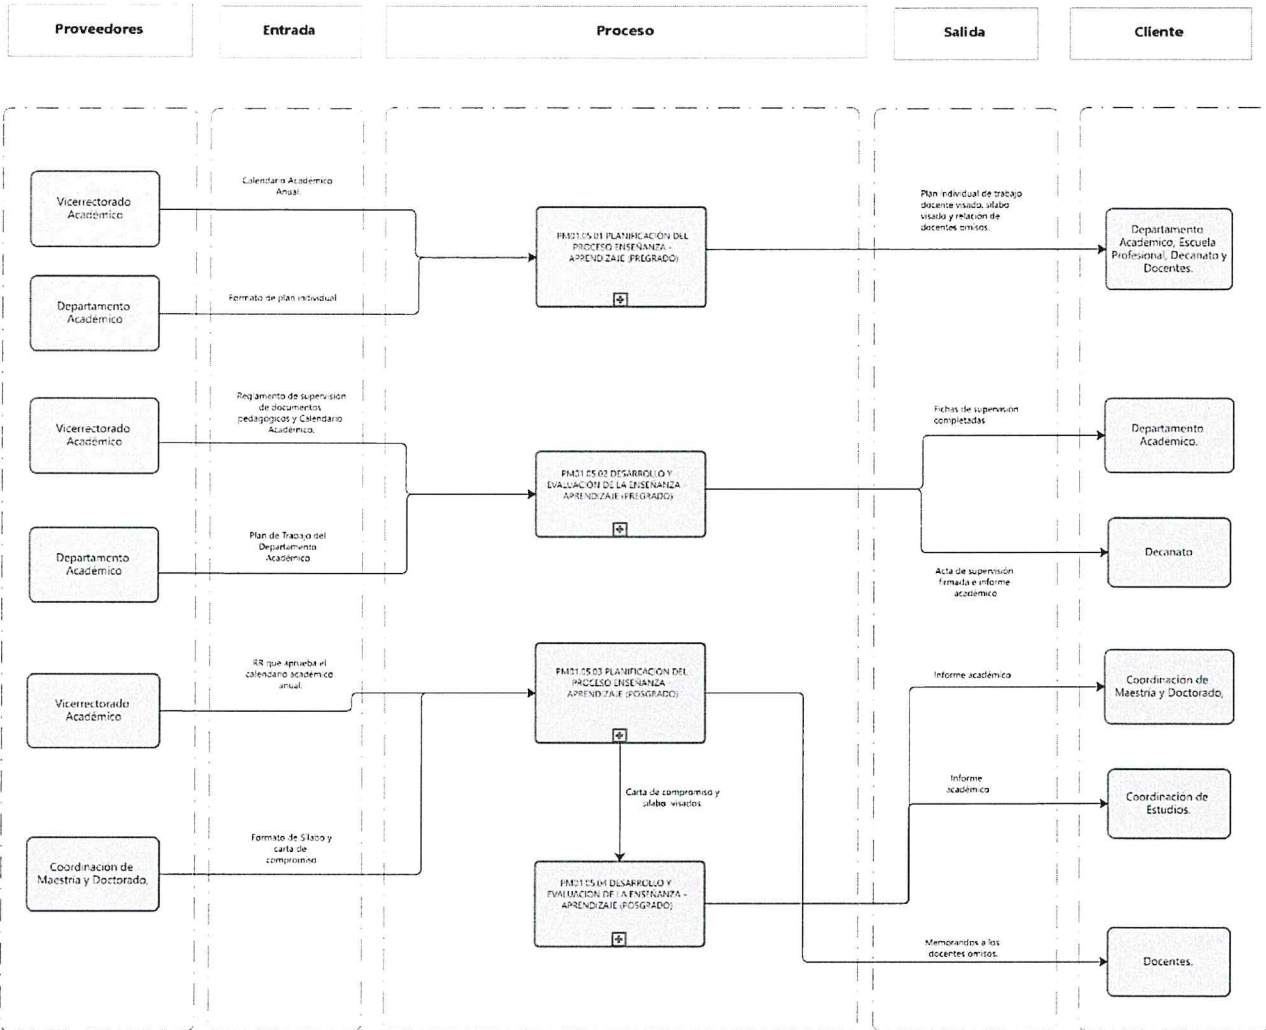 Proveedores
Entrada
Proceso
Salida
Cliente
Vicerrectorado
Académico
Calendario Académico
Anual.
Departamento
Académico
Formato de plan individual
PM01.05.01 PLANIFICACIÓN DEL
PROCESO ENSEÑANZA -
APRENDIZAJE (PREGRADO)
Plan individual de trabajo
docente visado, silabo
visado y relación de
docentes omisos.
Departamento
Académico, Escuela
Profesional, Decanato y
Docentes.
Vicerrectorado
Académico
Reglamento de supervisión
de documentos
pedagógicos y Calendario
Académico.
Departamento
Académico
Plan de Trabajo del
Departamento
Académico
PM01.05.02 DESARROLLO Y
EVALUACIÓN DE LA ENSEÑANZA -
APRENDIZAJE (PREGRADO)
Fichas de supervisión
completadas
Departamento
Académico.
Acta de supervisión
firmada e informe
académico
Decanato
Vicerrectorado
Académico
RR que aprueba el
calendario académico
anual.
Coordinación de
Maestría y Doctorado.
Formato de Sílabo y
carta de
compromiso
PM01.05.03 PLANIFICACIÓN DEL
PROCESO ENSEÑANZA -
APRENDIZAJE (POSGRADO)
Carta de compromiso y
silabo visados
PM01.05.04 DESARROLLO Y
EVALUACIÓN DE LA ENSEÑANZA -
APRENDIZAJE (POSGRADO)
Informe académico
Coordinación de
Maestría y Doctorado.
Informe
académico
Coordinación de
Estudios.
Memorandos a los
docentes omisos.
Docentes.